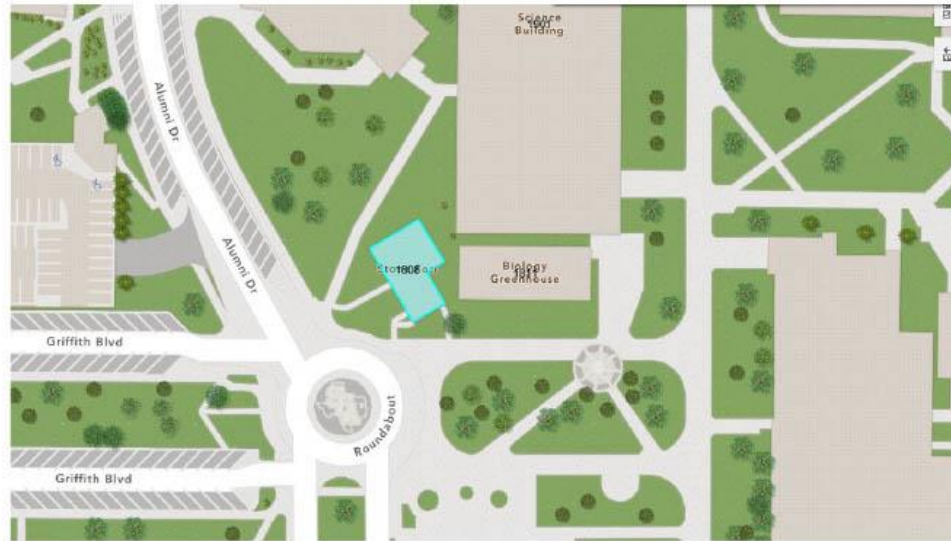 Science
Building
Alumni Dr
Alumni Dr
1808
Biology
Greenhouse
Griffith Blvd
Roundabout
Griffith Blvd